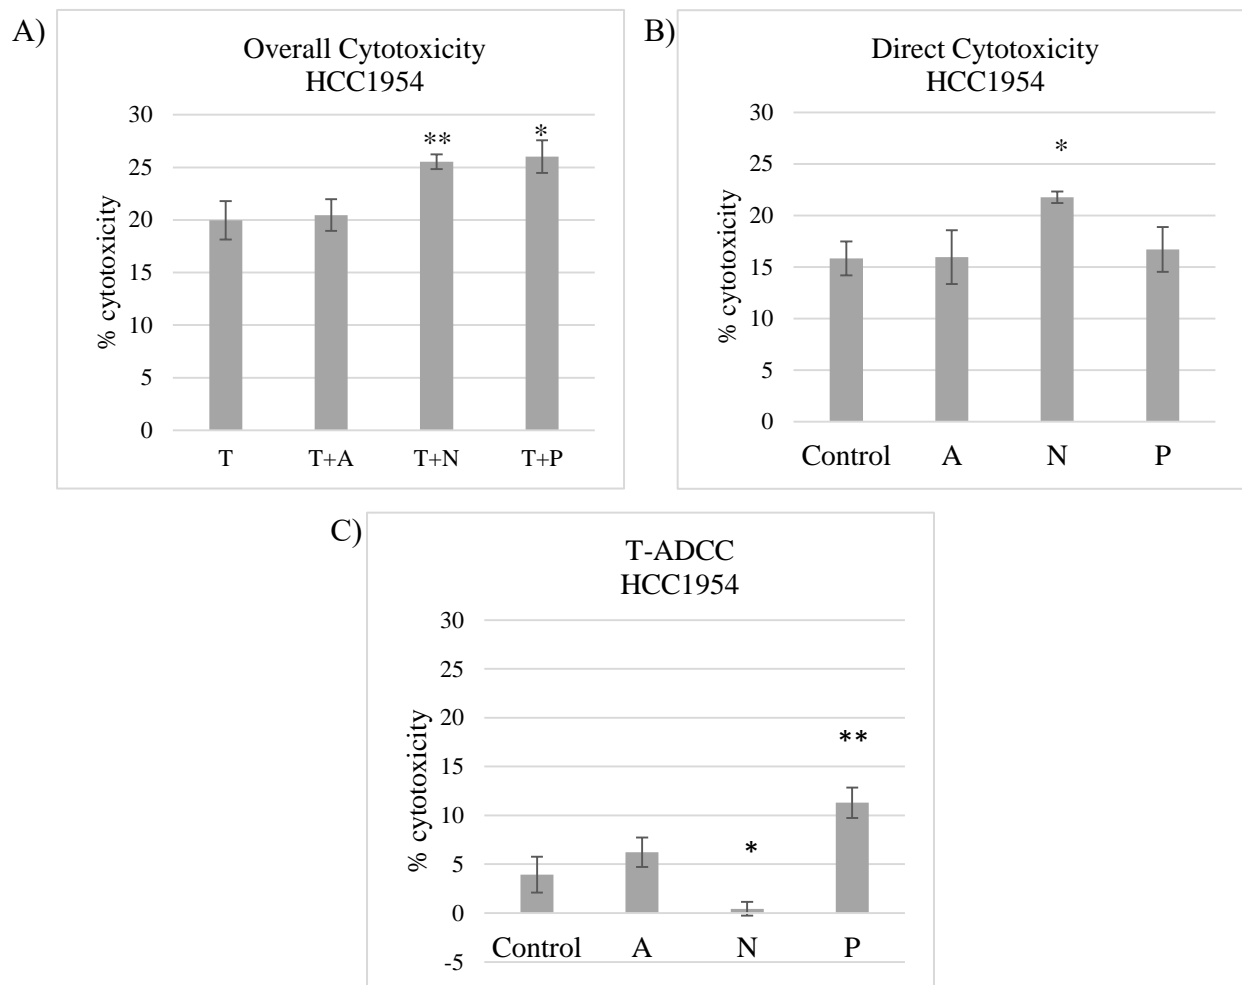 A)
Overall Cytotoxicity
HCC1954
30
25
20
15
10
5
0
% cytotoxicity
** *
T T+A T+N T+P
B)
Direct Cytotoxicity
HCC1954
30
25
20
15
10
5
0
% cytotoxicity
*
Control A N P
C)
T-ADCC
HCC1954
30
25
20
15
10
5
0
-5
% cytotoxicity
**
*
Control A N P